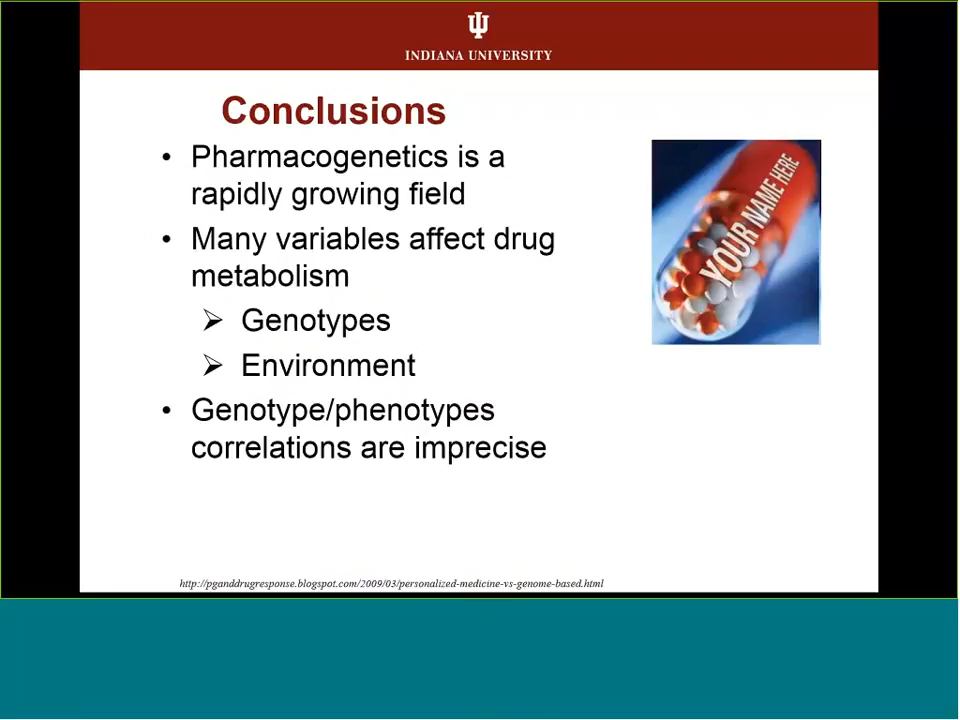 INDIANA UNIVERSITY
Conclusions
• Pharmacogenetics is a
rapidly growing field
• Many variables affect drug
metabolism
➢ Genotypes
➢ Environment
• Genotype/phenotypes
correlations are imprecise
YOUR NAME HERE
http://pganddrugresponse.blogspot.com/2009/03/personalized-medicine-vs-genome-based.html